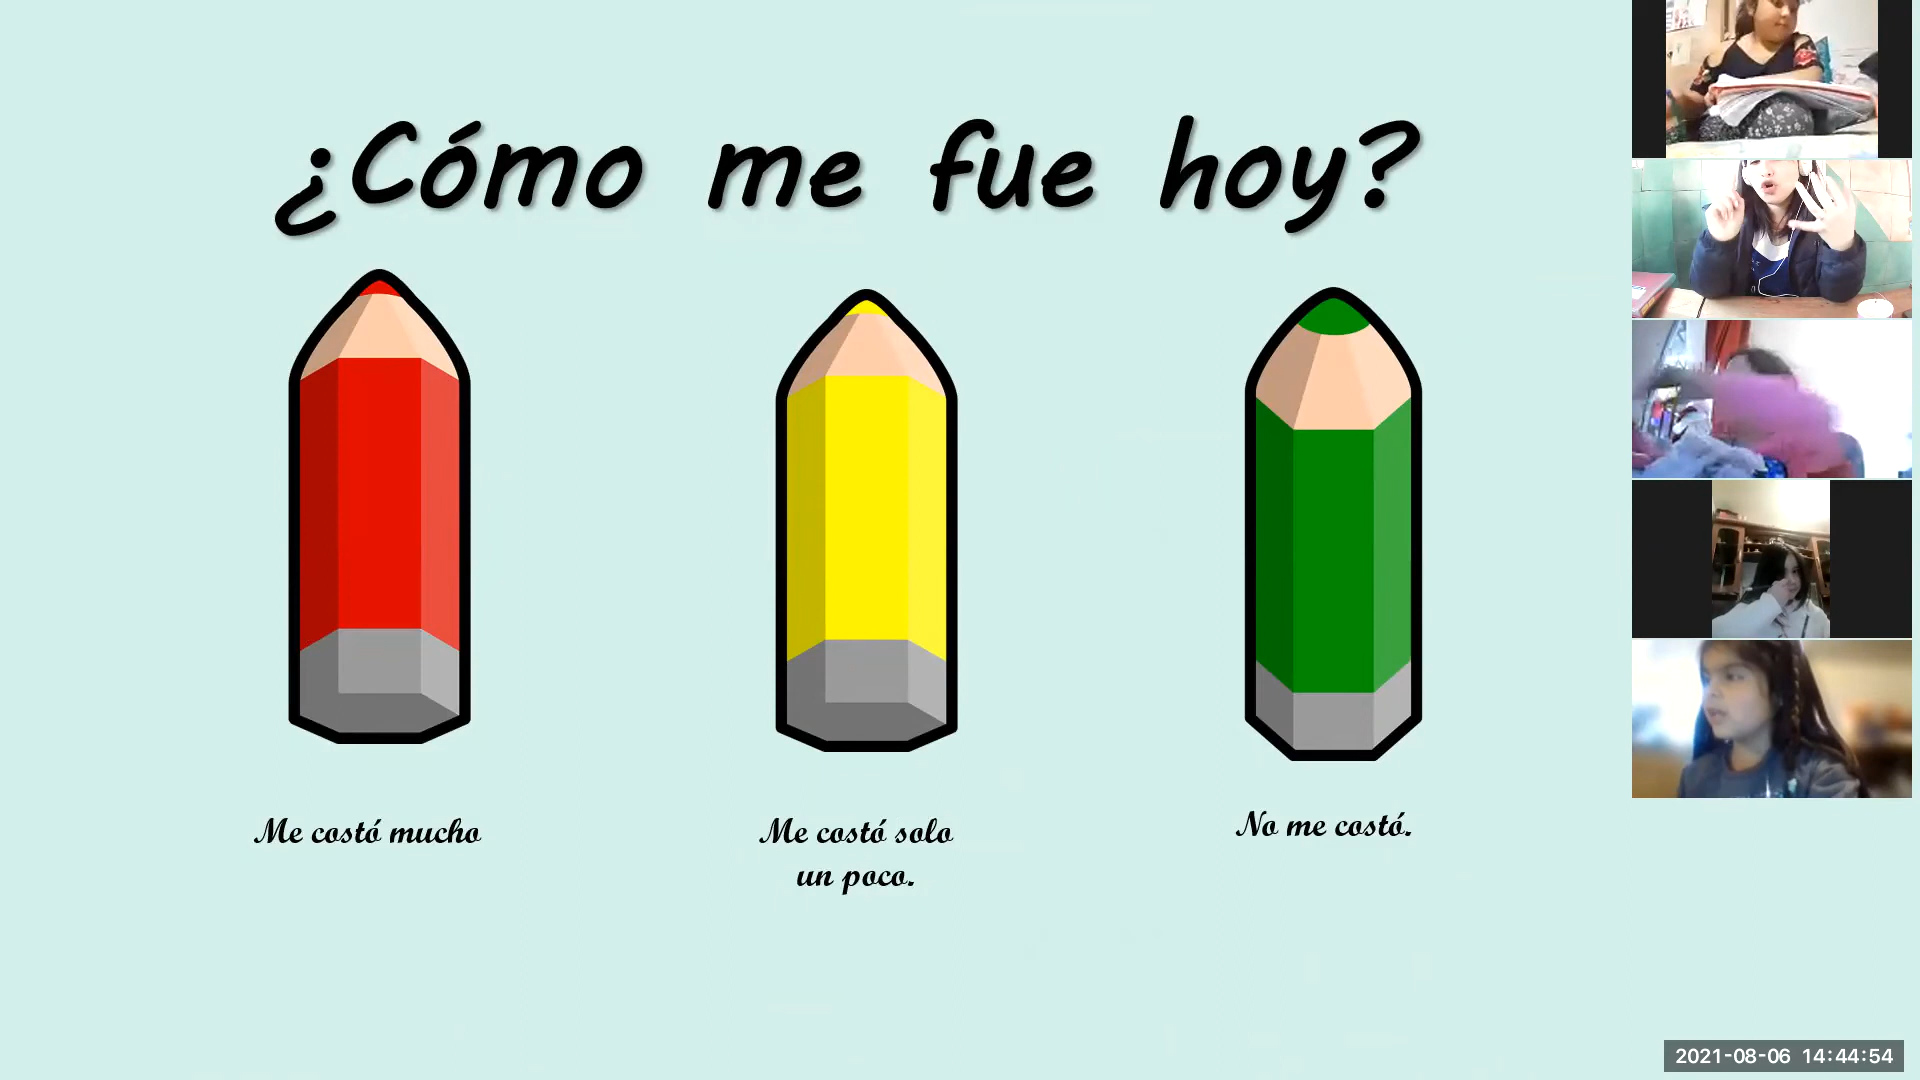 ¿Cómo me fue hoy?
Me costó mucho
Me costó solo
un poco.
No me costó.
2021-08-06 14:44:54